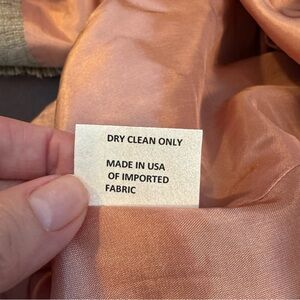 DRY CLEAN ONLY
MADE IN USA
OF IMPORTED
FABRIC